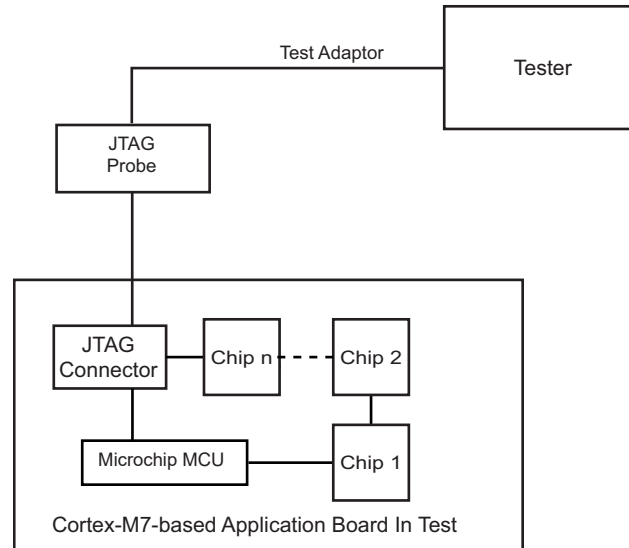 Test Adaptor
Tester
JTAG
Probe
JTAG
Connector
Chip n
Chip 2
Microchip MCU
Chip 1
Cortex-M7-based Application Board In Test